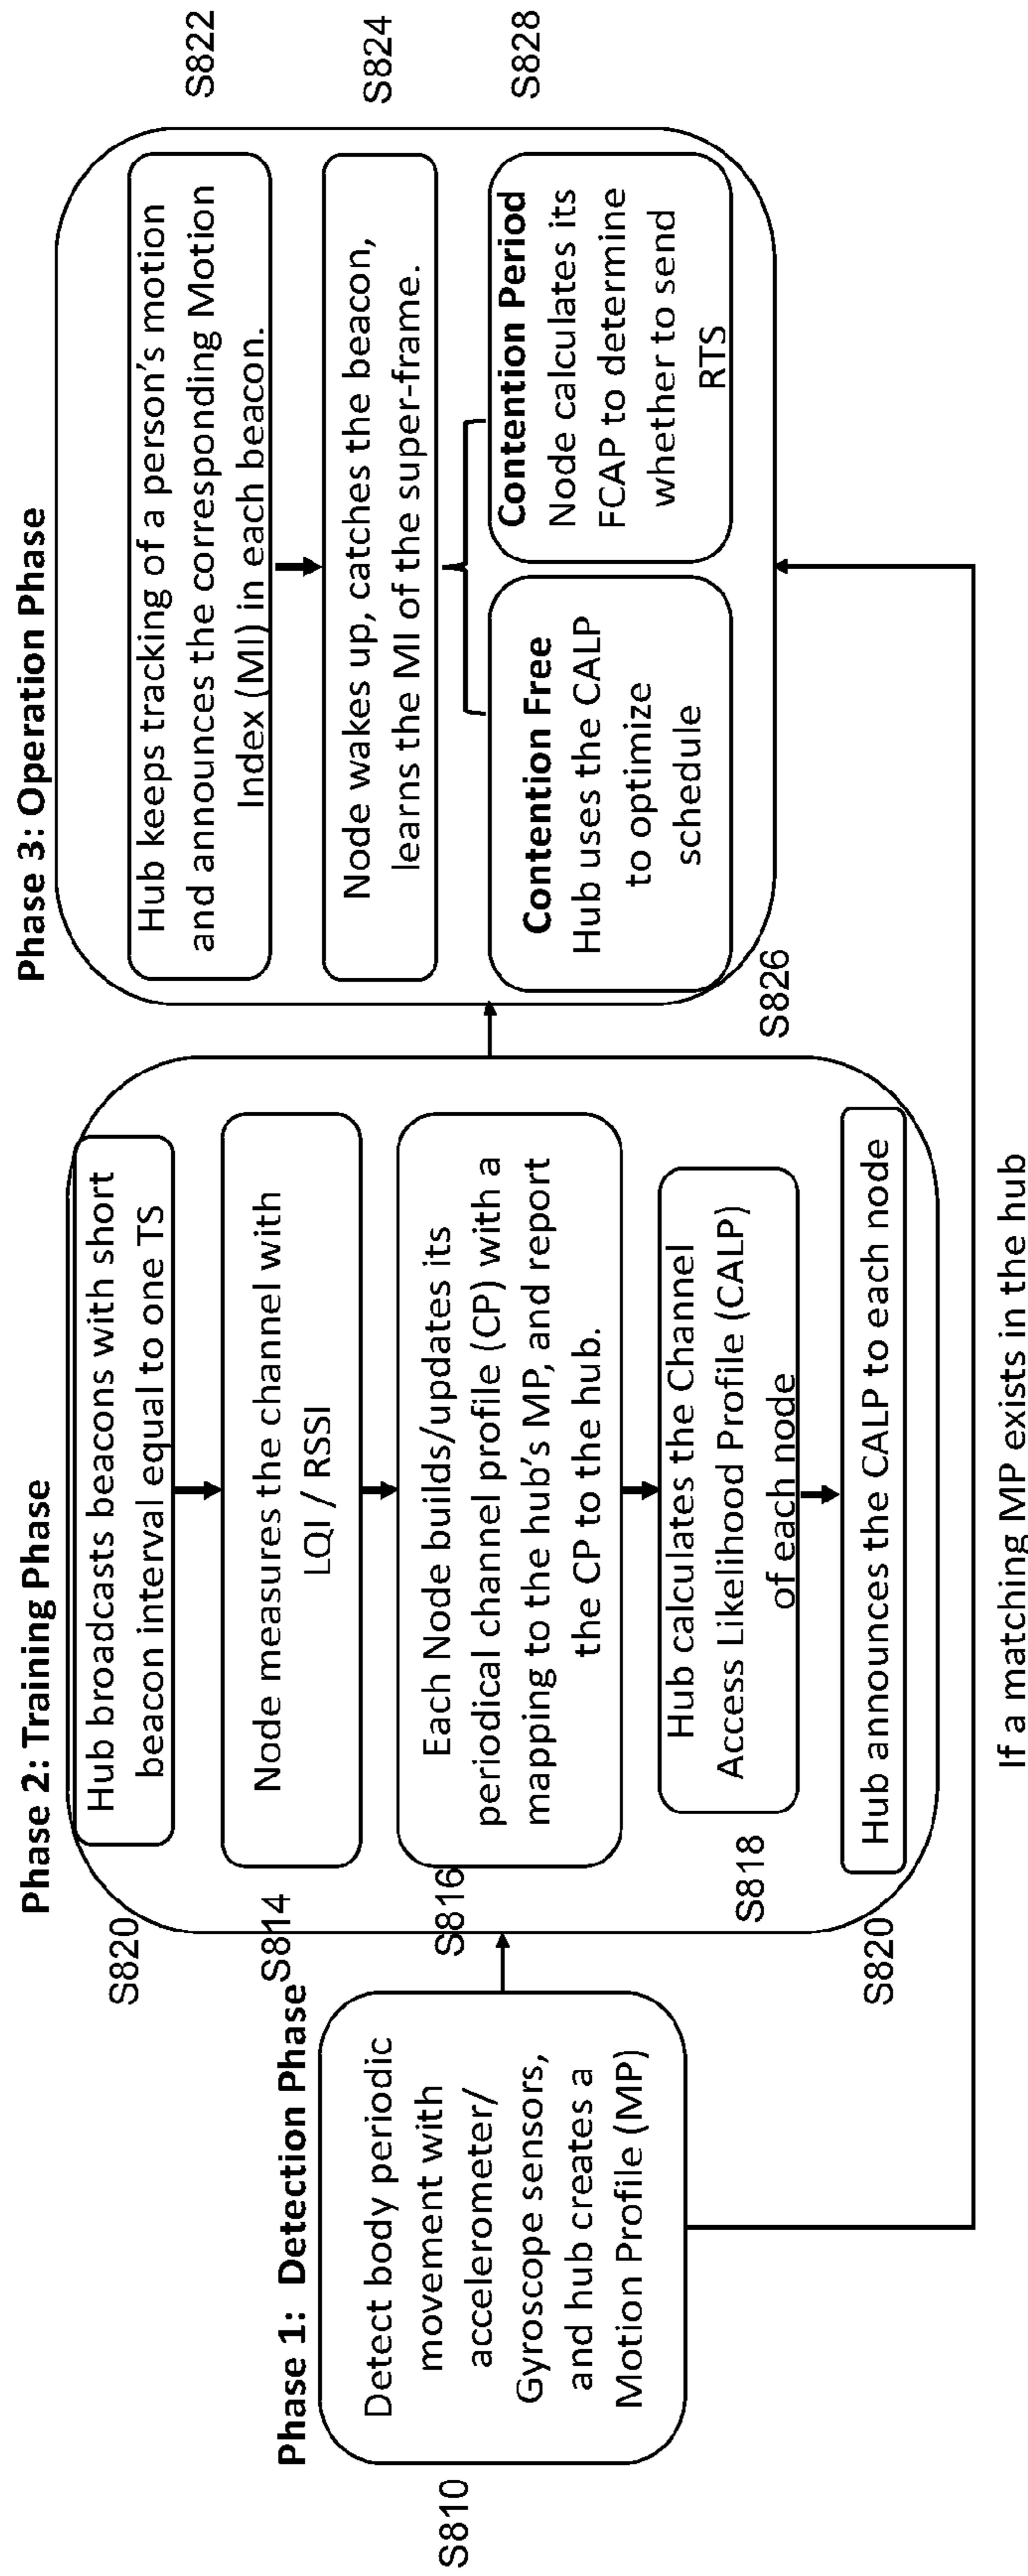 Phase 1:  Detection Phase
S810
Detect body periodic
movement with
accelerometer/
Gyroscope sensors,
and hub creates a
Motion Profile (MP)
Phase 2: Training Phase
S820
Hub broadcasts beacons with short
beacon interval equal to one TS
S814
Node measures the channel with
LQI / RSSI
S816
Each Node builds/updates its
periodical channel profile (CP) with a
mapping to the hub's MP, and report
the CP to the hub.
S818
Hub calculates the Channel
Access Likelihood Profile (CALP)
of each node
S820
Hub announces the CALP to each node
Phase 3: Operation Phase
Hub keeps tracking of a person's motion
and announces the corresponding Motion
Index (MI) in each beacon.
S822
Node wakes up, catches the beacon,
learns the MI of the super-frame.
S824
Contention Free
Hub uses the CALP
to optimize
schedule
S826
Contention Period
Node calculates its
FCAP to determine
whether to send
RTS
S828
If a matching MP exists in the hub